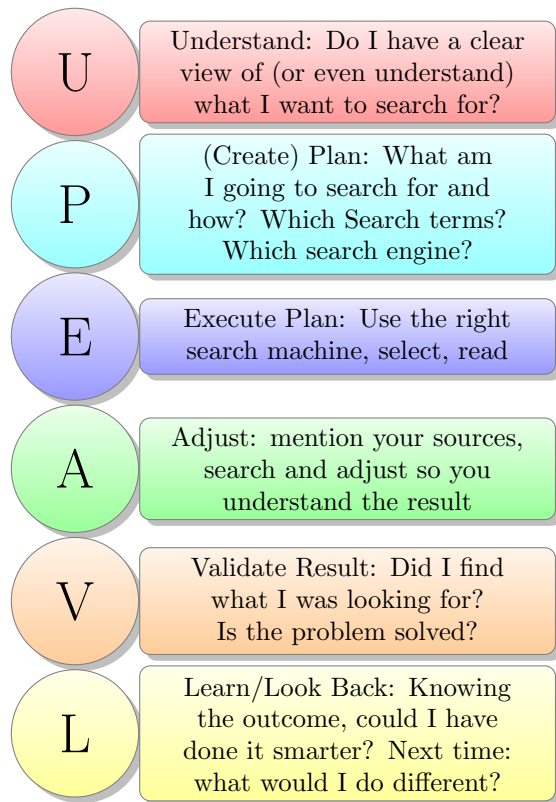 U
Understand: Do I have a clear
view of (or even understand)
what I want to search for?
P
(Create) Plan: What am
I going to search for and
how? Which Search terms?
Which search engine?
E
Execute Plan: Use the right
search machine, select, read
A
Adjust: mention your sources,
search and adjust so you
understand the result
V
Validate Result: Did I find
what I was looking for?
Is the problem solved?
L
Learn/Look Back: Knowing
the outcome, could I have
done it smarter? Next time:
what would I do different?